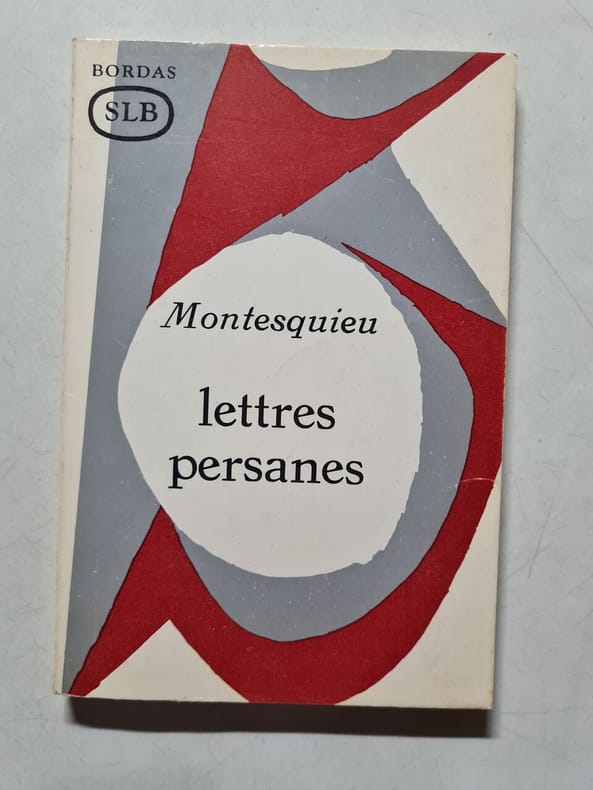 BORDAS
SLB
Montesquieu
lettres
persanes